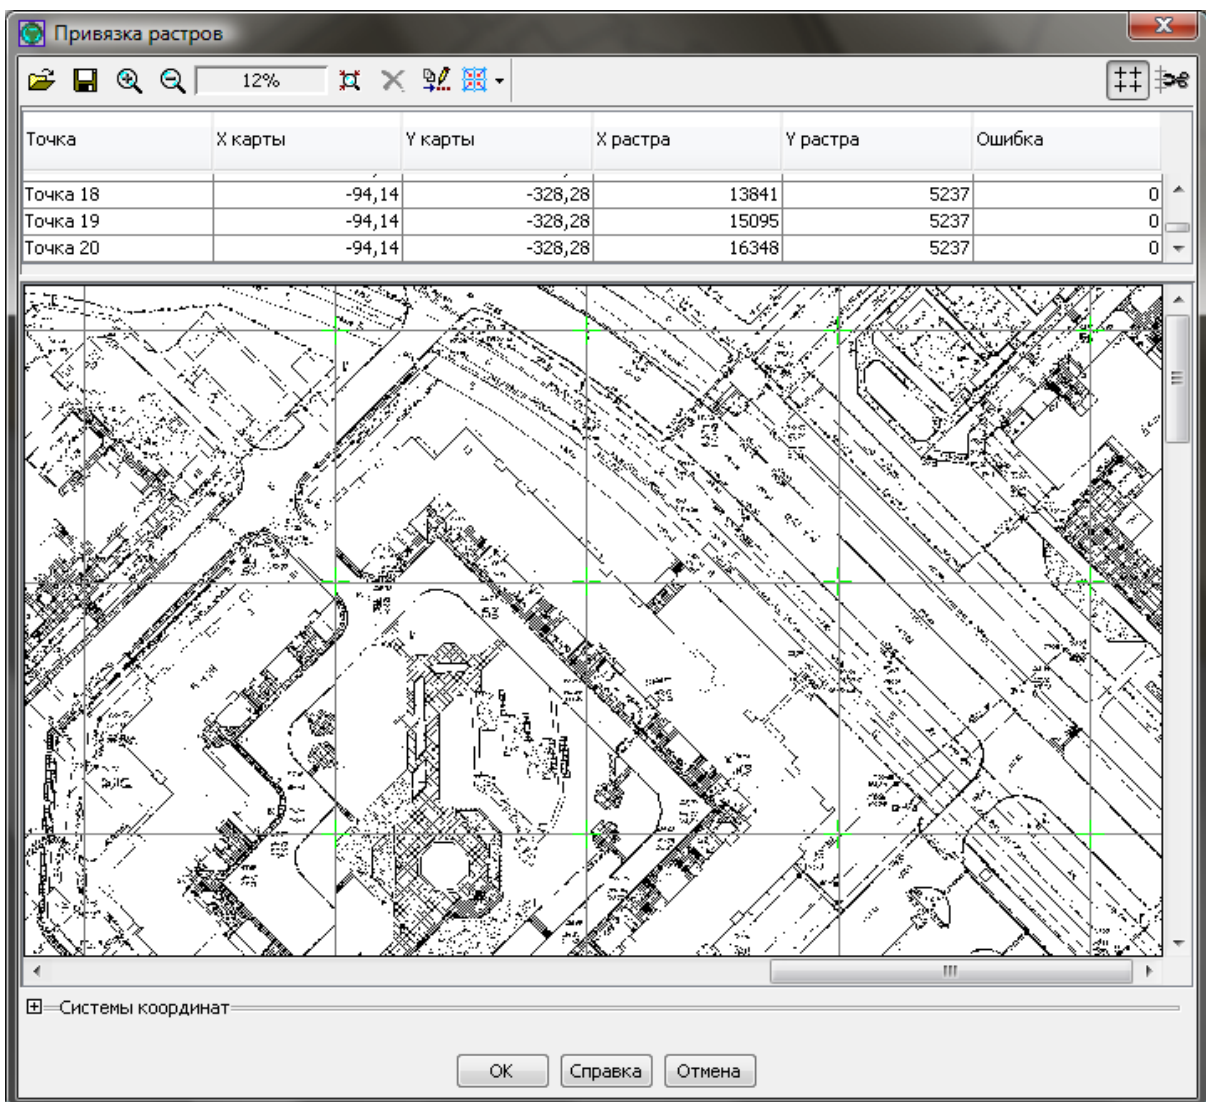 Привязка растров
12%
Точка X карты Y карты X растра Y растра Ошибка
Точка 18 -94,14 -328,28 13841 5237 0
Точка 19 -94,14 -328,28 15095 5237 0
Точка 20 -94,14 -328,28 16348 5237 0
Системы координат
OK Справка Отмена